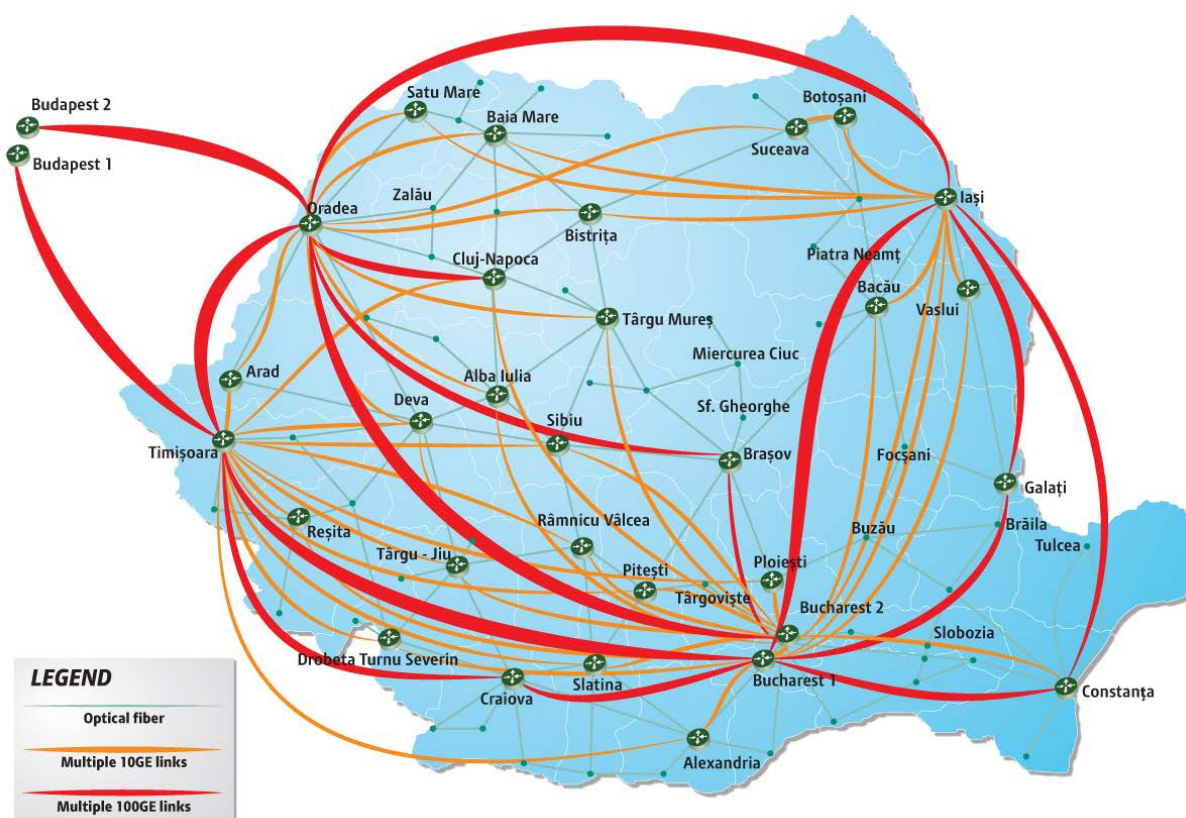 Budapest 2
Budapest 1
Satu Mare
Baia Mare
Botoșani
Suceava
Zalău
Oradea
Iași
Bistrița
Cluj-Napoca
Piatra Neamț
Bacău
Vaslui
Târgu Mureș
Miercurea Ciuc
Arad
Alba Iulia
Deva
Sibiu
Sf. Gheorghe
Timișoara
Brașov
Focșani
Galați
Reșita
Râmnicu Vâlcea
Buzău
Brăila
Tulcea
Târgu - Jiu
Pitești
Ploiești
Târgoviște
Bucharest 2
Slobozia
Drobeta Turnu Severin
Slatina
Bucharest 1
Craiova
Constanța
Alexandria
LEGEND
Optical fiber
Multiple 10GE links
Multiple 100GE links